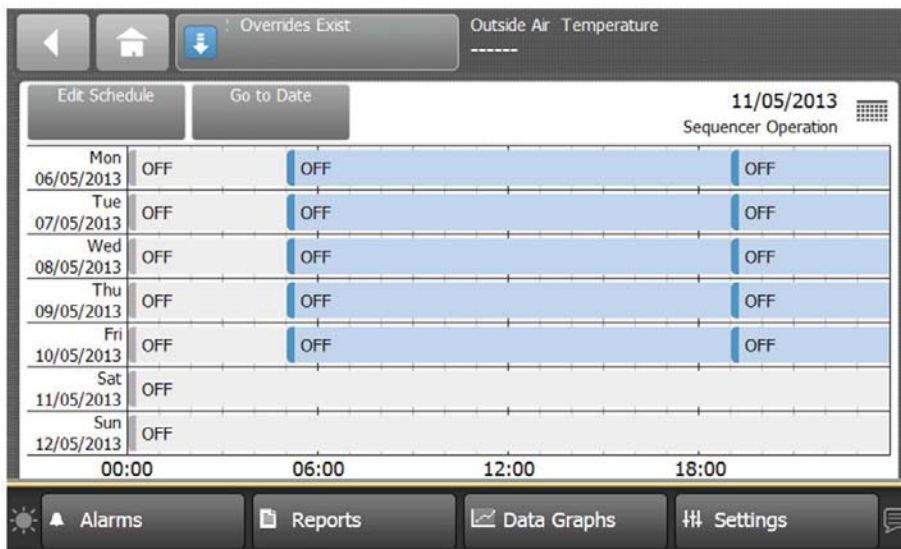 : Overrides Exist
Outside Air Temperature
------
Edit Schedule
Go to Date
11/05/2013
Sequencer Operation
Mon
06/05/2013
OFF
OFF
OFF
Tue
07/05/2013
OFF
OFF
OFF
Wed
08/05/2013
OFF
OFF
OFF
Thu
09/05/2013
OFF
OFF
OFF
Fri
10/05/2013
OFF
OFF
OFF
Sat
11/05/2013
OFF
Sun
12/05/2013
OFF
00:00
06:00
12:00
18:00
Alarms
Reports
Data Graphs
Settings